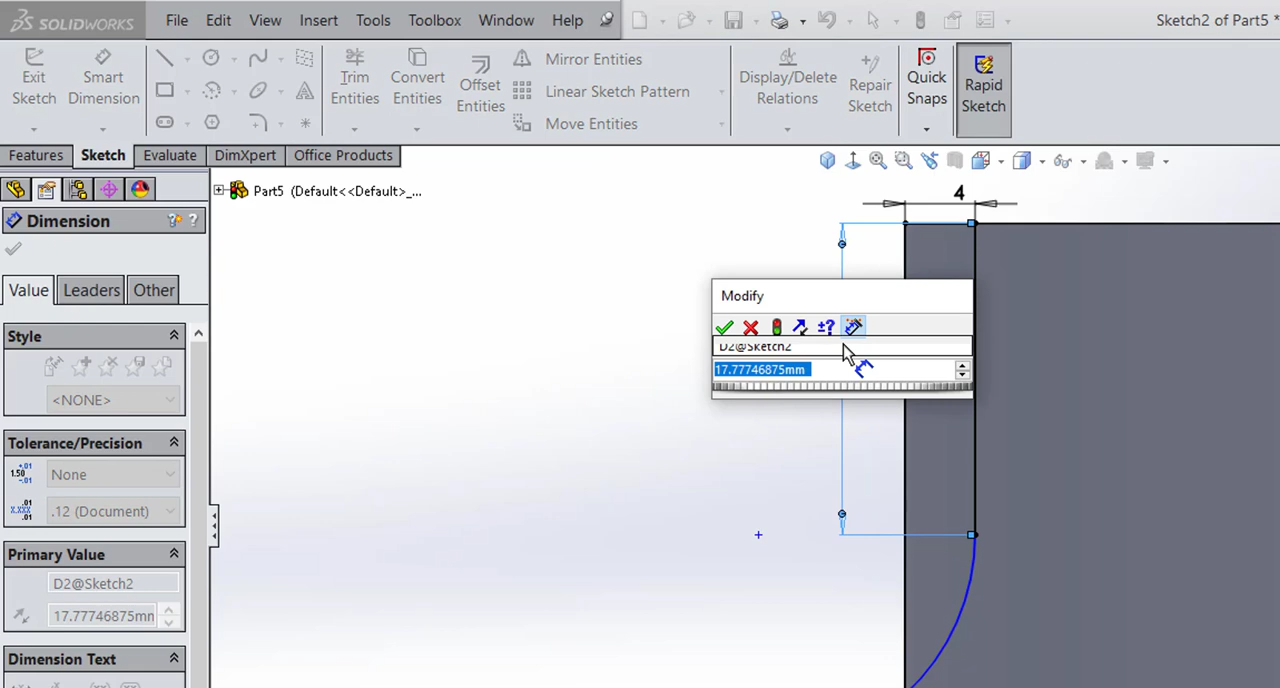 SOLIDWORKS File Edit View Insert Tools Toolbox Window Help Sketch2 of Part5 *
Exit Sketch
Smart Dimension
Trim Entities
Convert Entities
Offset Entities
Mirror Entities
Linear Sketch Pattern
Move Entities
Display/Delete Relations
Repair Sketch
Quick Snaps
Rapid Sketch
Features Sketch Evaluate DimXpert Office Products
Part5 (Default<<Default>_...
Dimension
Value Leaders Other
Style
<NONE>
Tolerance/Precision
None
.12 (Document)
Primary Value
D2@Sketch2
17.77746875mm
Dimension Text
4
Modify
D2@Sketch2
17.77746875mm